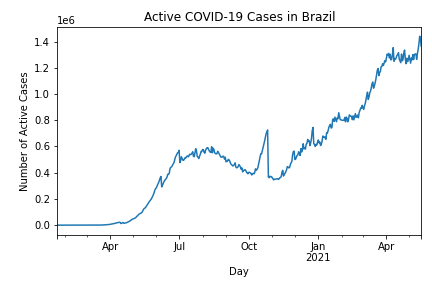 Active COVID-19 Cases in Brazil
1e6
1.4
1.2
1.0
0.8
0.6
0.4
0.2
0.0
Number of Active Cases
Apr Jul Oct Jan Apr
2021
Day